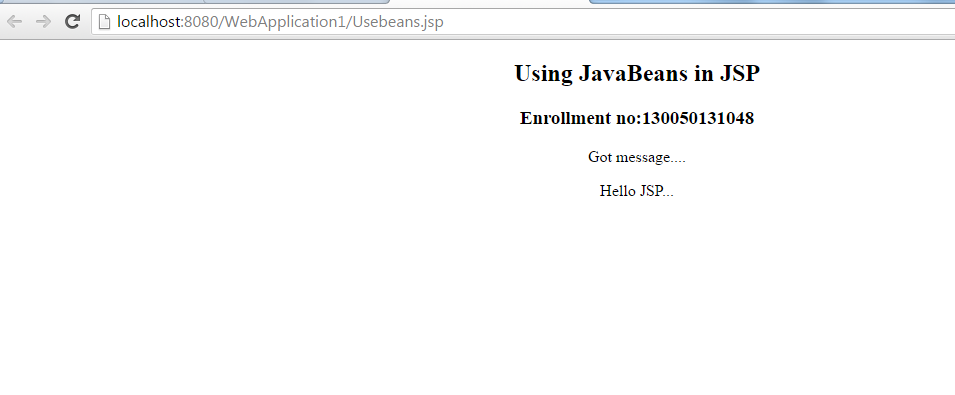 localhost:8080/WebApplication1/Usebeans.jsp
Using JavaBeans in JSP
Enrollment no:130050131048
Got message....
Hello JSP...